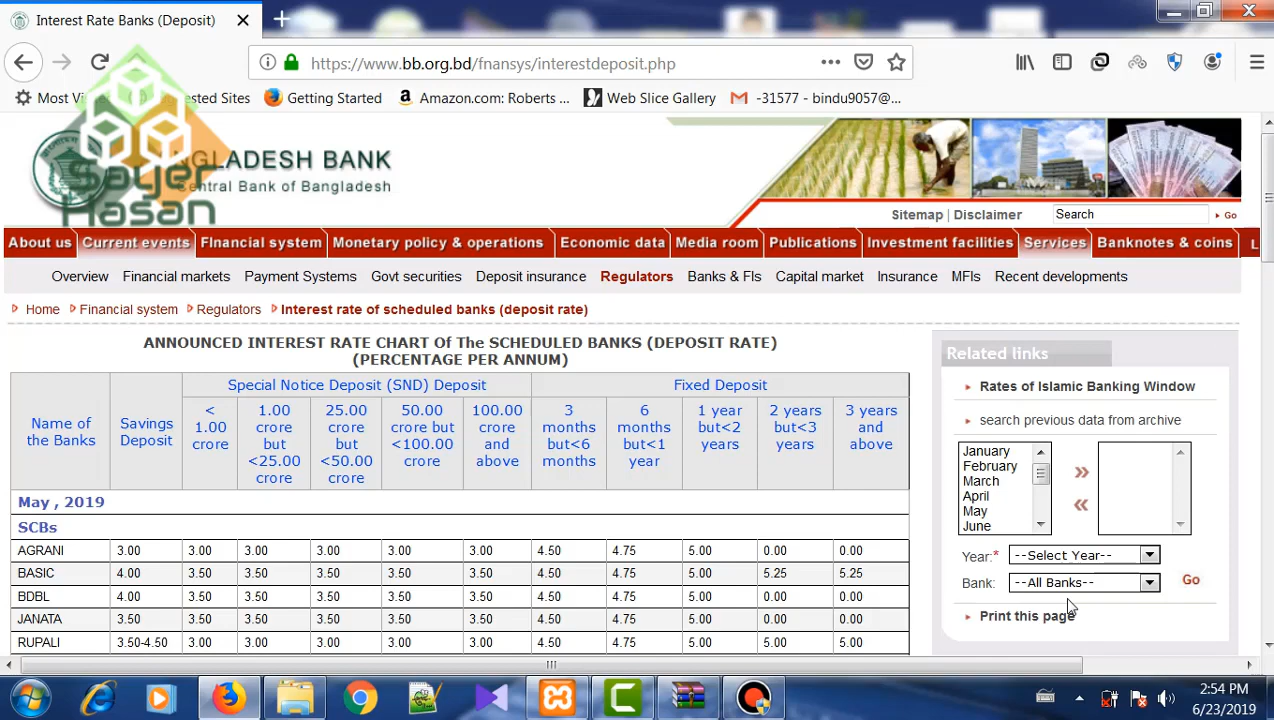 Interest Rate Banks (Deposit)
https://www.bb.org.bd/fnansys/interestdeposit.php
Most Vi
ested Sites
Getting Started
Amazon.com: Roberts ...
Web Slice Gallery
-31577 - bindu9057@...
NGLADESH BANK
Central Bank of Bangladesh
Sayer
Hasan
Sitemap | Disclaimer
Search
Go
About us
Current events
FInancial system
Monetary policy & operations
Economic data
Media room
Publications
Investment facilities
Services
Banknotes & coins
L
Overview
Financial markets
Payment Systems
Govt securities
Deposit insurance
Regulators
Banks & FIs
Capital market
Insurance
MFIs
Recent developments
Home
Financial system
Regulators
Interest rate of scheduled banks (deposit rate)
ANNOUNCED INTEREST RATE CHART Of The SCHEDULED BANKS (DEPOSIT RATE)
(PERCENTAGE PER ANNUM)
Name of
the Banks
Savings
Deposit
Special Notice Deposit (SND) Deposit
Fixed Deposit
<
1.00
crore
1.00
crore
but
<25.00
crore
25.00
crore
but
<50.00
crore
50.00
crore but
<100.00
crore
100.00
crore
and
above
3
months
but<6
months
6
months
but<1
year
1 year
but<2
years
2 years
but<3
years
3 years
and
above
May , 2019
SCBs
AGRANI 3.00 3.00 3.00 3.00 3.00 3.00 4.50 4.75 5.00 0.00 0.00
BASIC 4.00 3.50 3.50 3.50 3.50 3.50 4.50 4.75 5.00 5.25 5.25
BDBL 4.00 3.50 3.50 3.50 3.50 3.50 4.50 4.75 5.00 0.00 0.00
JANATA 3.50 3.50 3.50 3.50 3.50 3.50 4.50 4.75 5.00 0.00 0.00
RUPALI 3.50-4.50 3.00 3.00 3.00 3.00 3.00 4.50 4.75 5.00 5.00 5.00
Related links
Rates of Islamic Banking Window
search previous data from archive
January
February
March
April
May
June
Year:* --Select Year--
Bank: --All Banks--
Go
Print this page
2:54 PM
6/23/2019